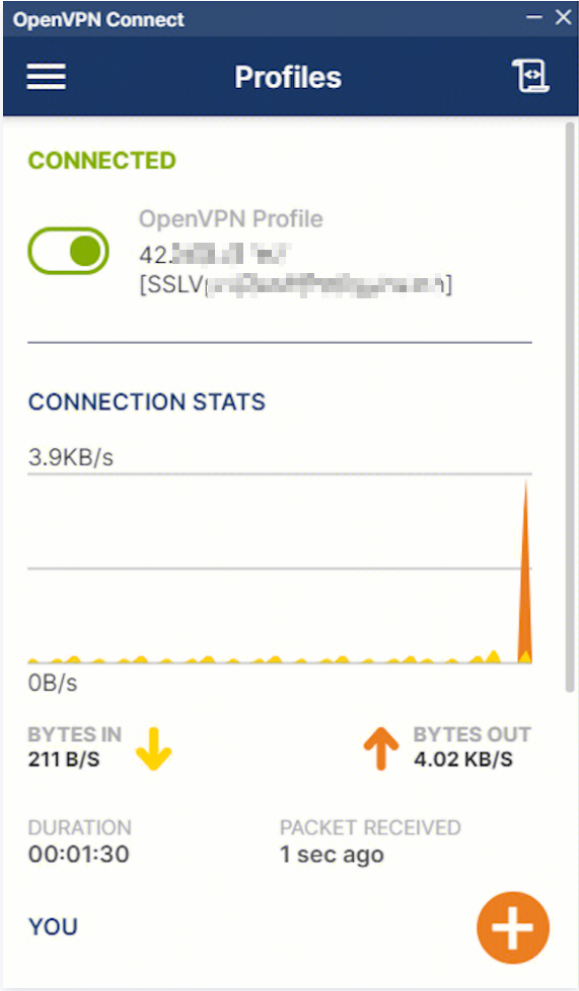 OpenVPN Connect
Profiles
CONNECTED
OpenVPN Profile
42.
[SSLV
CONNECTION STATS
3.9KB/s
0B/s
BYTES IN
211 B/S
BYTES OUT
4.02 KB/S
DURATION
00:01:30
PACKET RECEIVED
1 sec ago
YOU